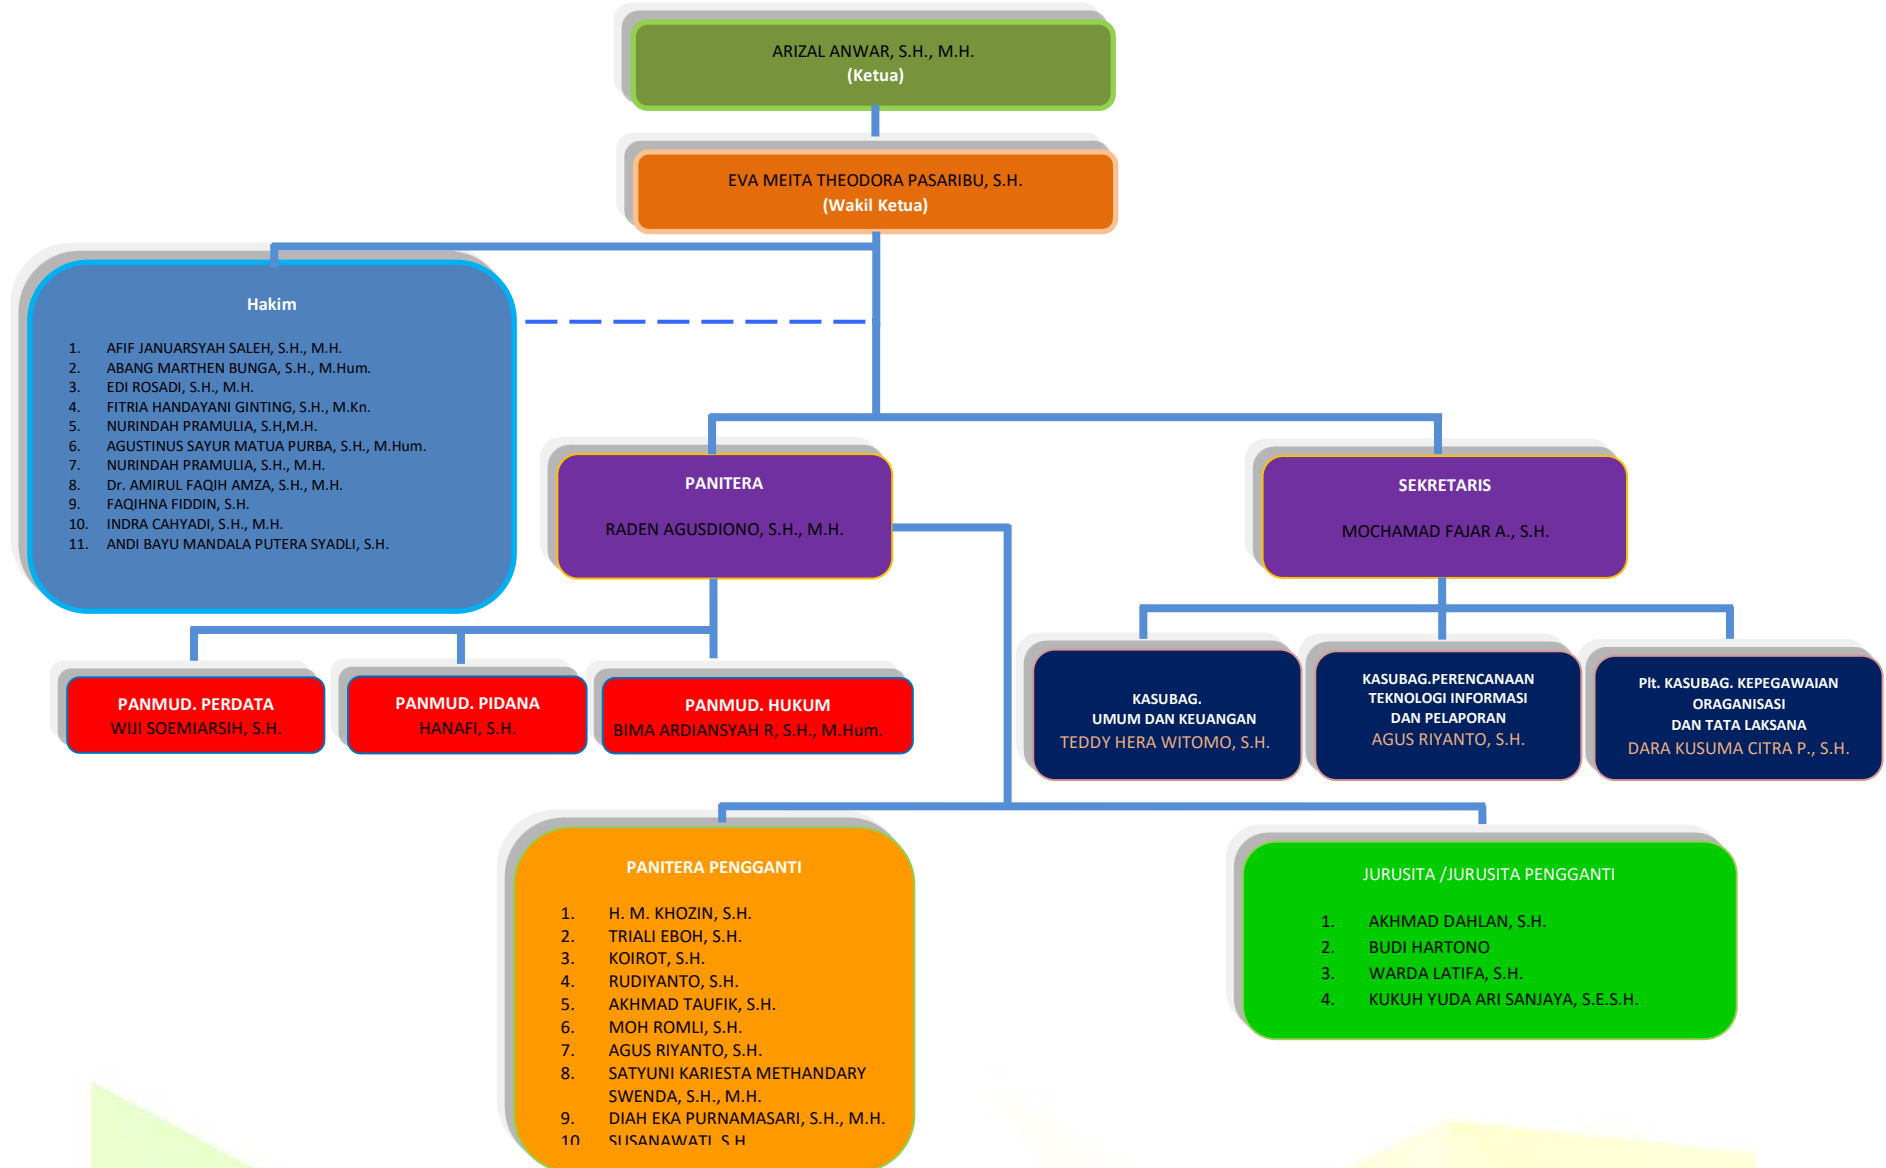 ARIZAL ANWAR, S.H., M.H.
(Ketua)
EVA MEITA THEODORA PASARIBU, S.H.
(Wakil Ketua)
Hakim
1. AFIF JANUARSYAH SALEH, S.H., M.H.
2. ABANG MARTHEN BUNGA, S.H., M.Hum.
3. EDI ROSADI, S.H., M.H.
4. FITRIA HANDAYANI GINTING, S.H., M.Kn.
5. NURINDAH PRAMULIA, S.H,M.H.
6. AGUSTINUS SAYUR MATUA PURBA, S.H., M.Hum.
7. NURINDAH PRAMULIA, S.H., M.H.
8. Dr. AMIRUL FAQIH AMZA, S.H., M.H.
9. FAQIHNA FIDDIN, S.H.
10. INDRA CAHYADI, S.H., M.H.
11. ANDI BAYU MANDALA PUTERA SYADLI, S.H.
PANITERA
RADEN AGUSDIONO, S.H., M.H.
SEKRETARIS
MOCHAMAD FAJAR A., S.H.
PANMUD. PERDATA
WIJI SOEMIARSIH, S.H.
PANMUD. PIDANA
HANAFI, S.H.
PANMUD. HUKUM
BIMA ARDIANSYAH R, S.H., M.Hum.
KASUBAG.
UMUM DAN KEUANGAN
TEDDY HERA WITOMO, S.H.
KASUBAG.PERENCANAAN
TEKNOLOGI INFORMASI
DAN PELAPORAN
AGUS RIYANTO, S.H.
Plt. KASUBAG. KEPEGAWAIAN
ORAGANISASI
DAN TATA LAKSANA
DARA KUSUMA CITRA P., S.H.
PANITERA PENGGANTI
1. H. M. KHOZIN, S.H.
2. TRIALI EBOH, S.H.
3. KOIROT, S.H.
4. RUDIYANTO, S.H.
5. AKHMAD TAUFIK, S.H.
6. MOH ROMLI, S.H.
7. AGUS RIYANTO, S.H.
8. SATYUNI KARIESTA METHANDARY
SWENDA, S.H., M.H.
9. DIAH EKA PURNAMASARI, S.H., M.H.
10 SUSANAWATI, S.H
JURUSITA /JURUSITA PENGGANTI
1. AKHMAD DAHLAN, S.H.
2. BUDI HARTONO
3. WARDA LATIFA, S.H.
4. KUKUH YUDA ARI SANJAYA, S.E.S.H.